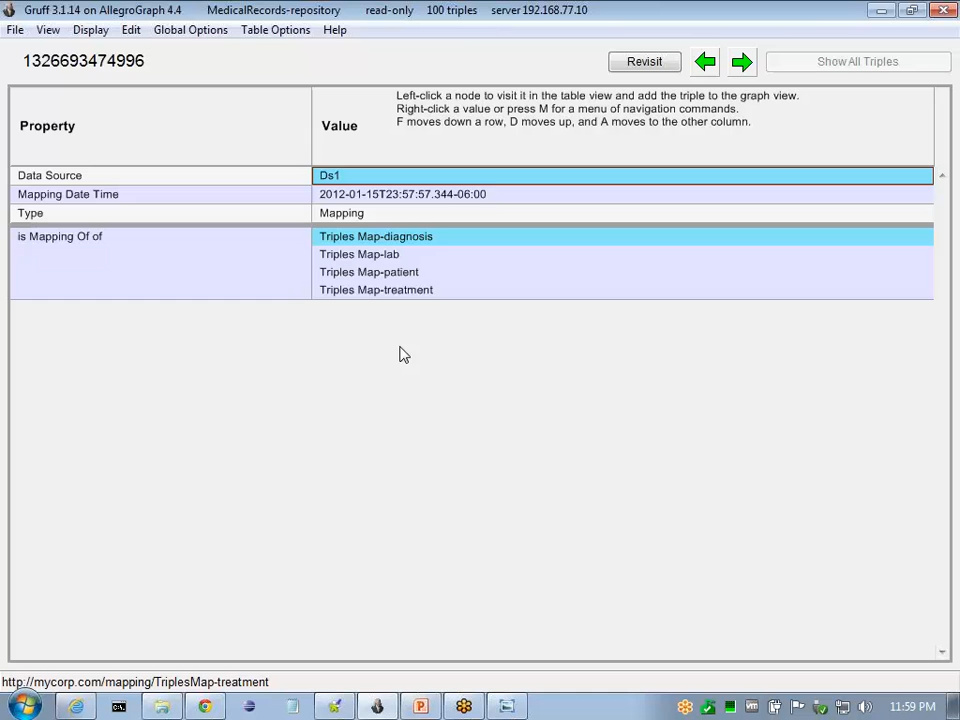 Gruff 3.1.14 on AllegroGraph 4.4 MedicalRecords-repository read-only 100 triples server 192.168.77.10
File View Display Edit Global Options Table Options Help
1326693474996 Revisit Show All Triples
Left-click a node to visit it in the table view and add the triple to the graph view.
Right-click a value or press M for a menu of navigation commands.
F moves down a row, D moves up, and A moves to the other column.
Property Value
Data Source Ds1
Mapping Date Time 2012-01-15T23:57:57.344-06:00
Type Mapping
is Mapping Of of Triples Map-diagnosis
Triples Map-lab
Triples Map-patient
Triples Map-treatment
http://mycorp.com/mapping/TriplesMap-treatment
11:59 PM